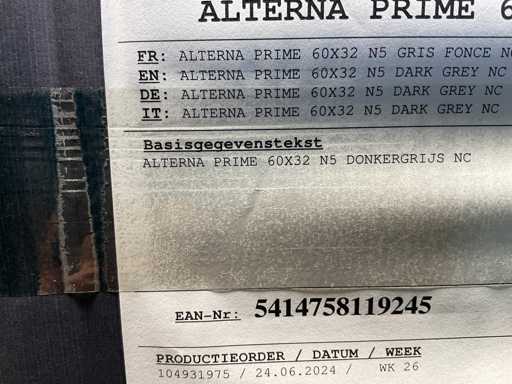 ALTERNA PRIME 6
FR: ALTERNA PRIME 60X32 N5 GRIS FONCE NC
EN: ALTERNA PRIME 60X32 N5 DARK GREY NC
DE: ALTERNA PRIME 60X32 N5 DARK GREY NC
IT: ALTERNA PRIME 60X32 N5 DARK GREY NC
Basisgegevenstekst
ALTERNA PRIME 60X32 N5 DONKERGRIJS NC
EAN-Nr: 5414758119245
PRODUCTIEORDER / DATUM / WEEK
104931975 / 24.06.2024 / WK 26